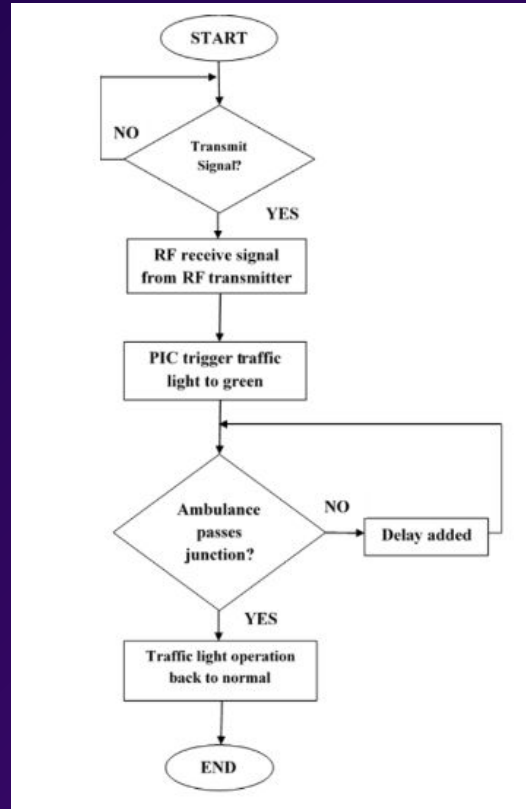 START
NO
Transmit
Signal?
YES
RF receive signal
from RF transmitter
PIC trigger traffic
light to green
Ambulance
passes
junction?
NO
Delay added
YES
Traffic light operation
back to normal
END